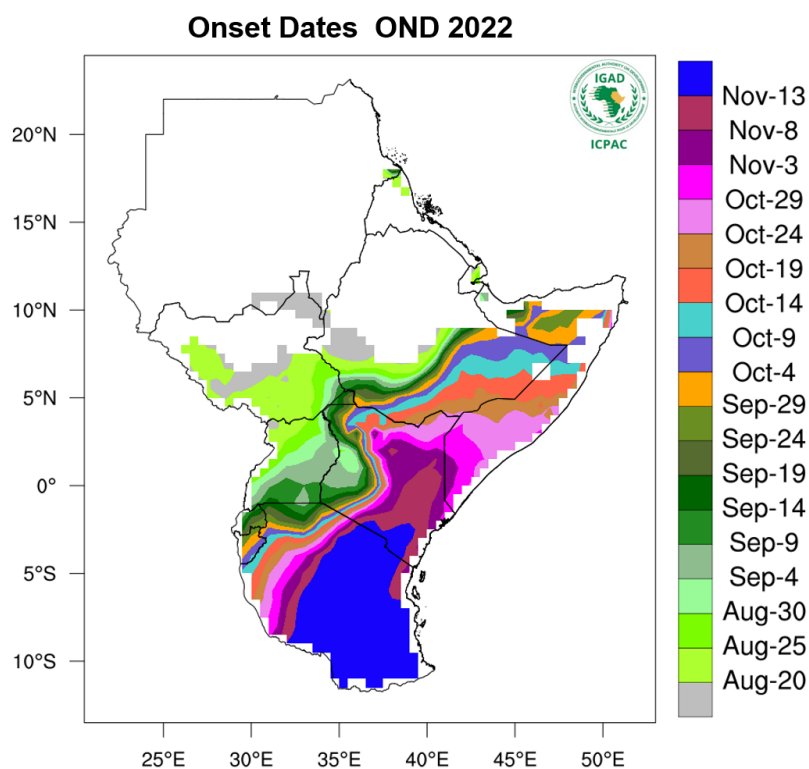 Onset Dates OND 2022
IGAD
ICPAC
20°N
15°N
10°N
5°N
0°
5°S
10°S
25°E
30°E
35°E
40°E
45°E
50°E
Nov-13
Nov-8
Nov-3
Oct-29
Oct-24
Oct-19
Oct-14
Oct-9
Oct-4
Sep-29
Sep-24
Sep-19
Sep-14
Sep-9
Sep-4
Aug-30
Aug-25
Aug-20